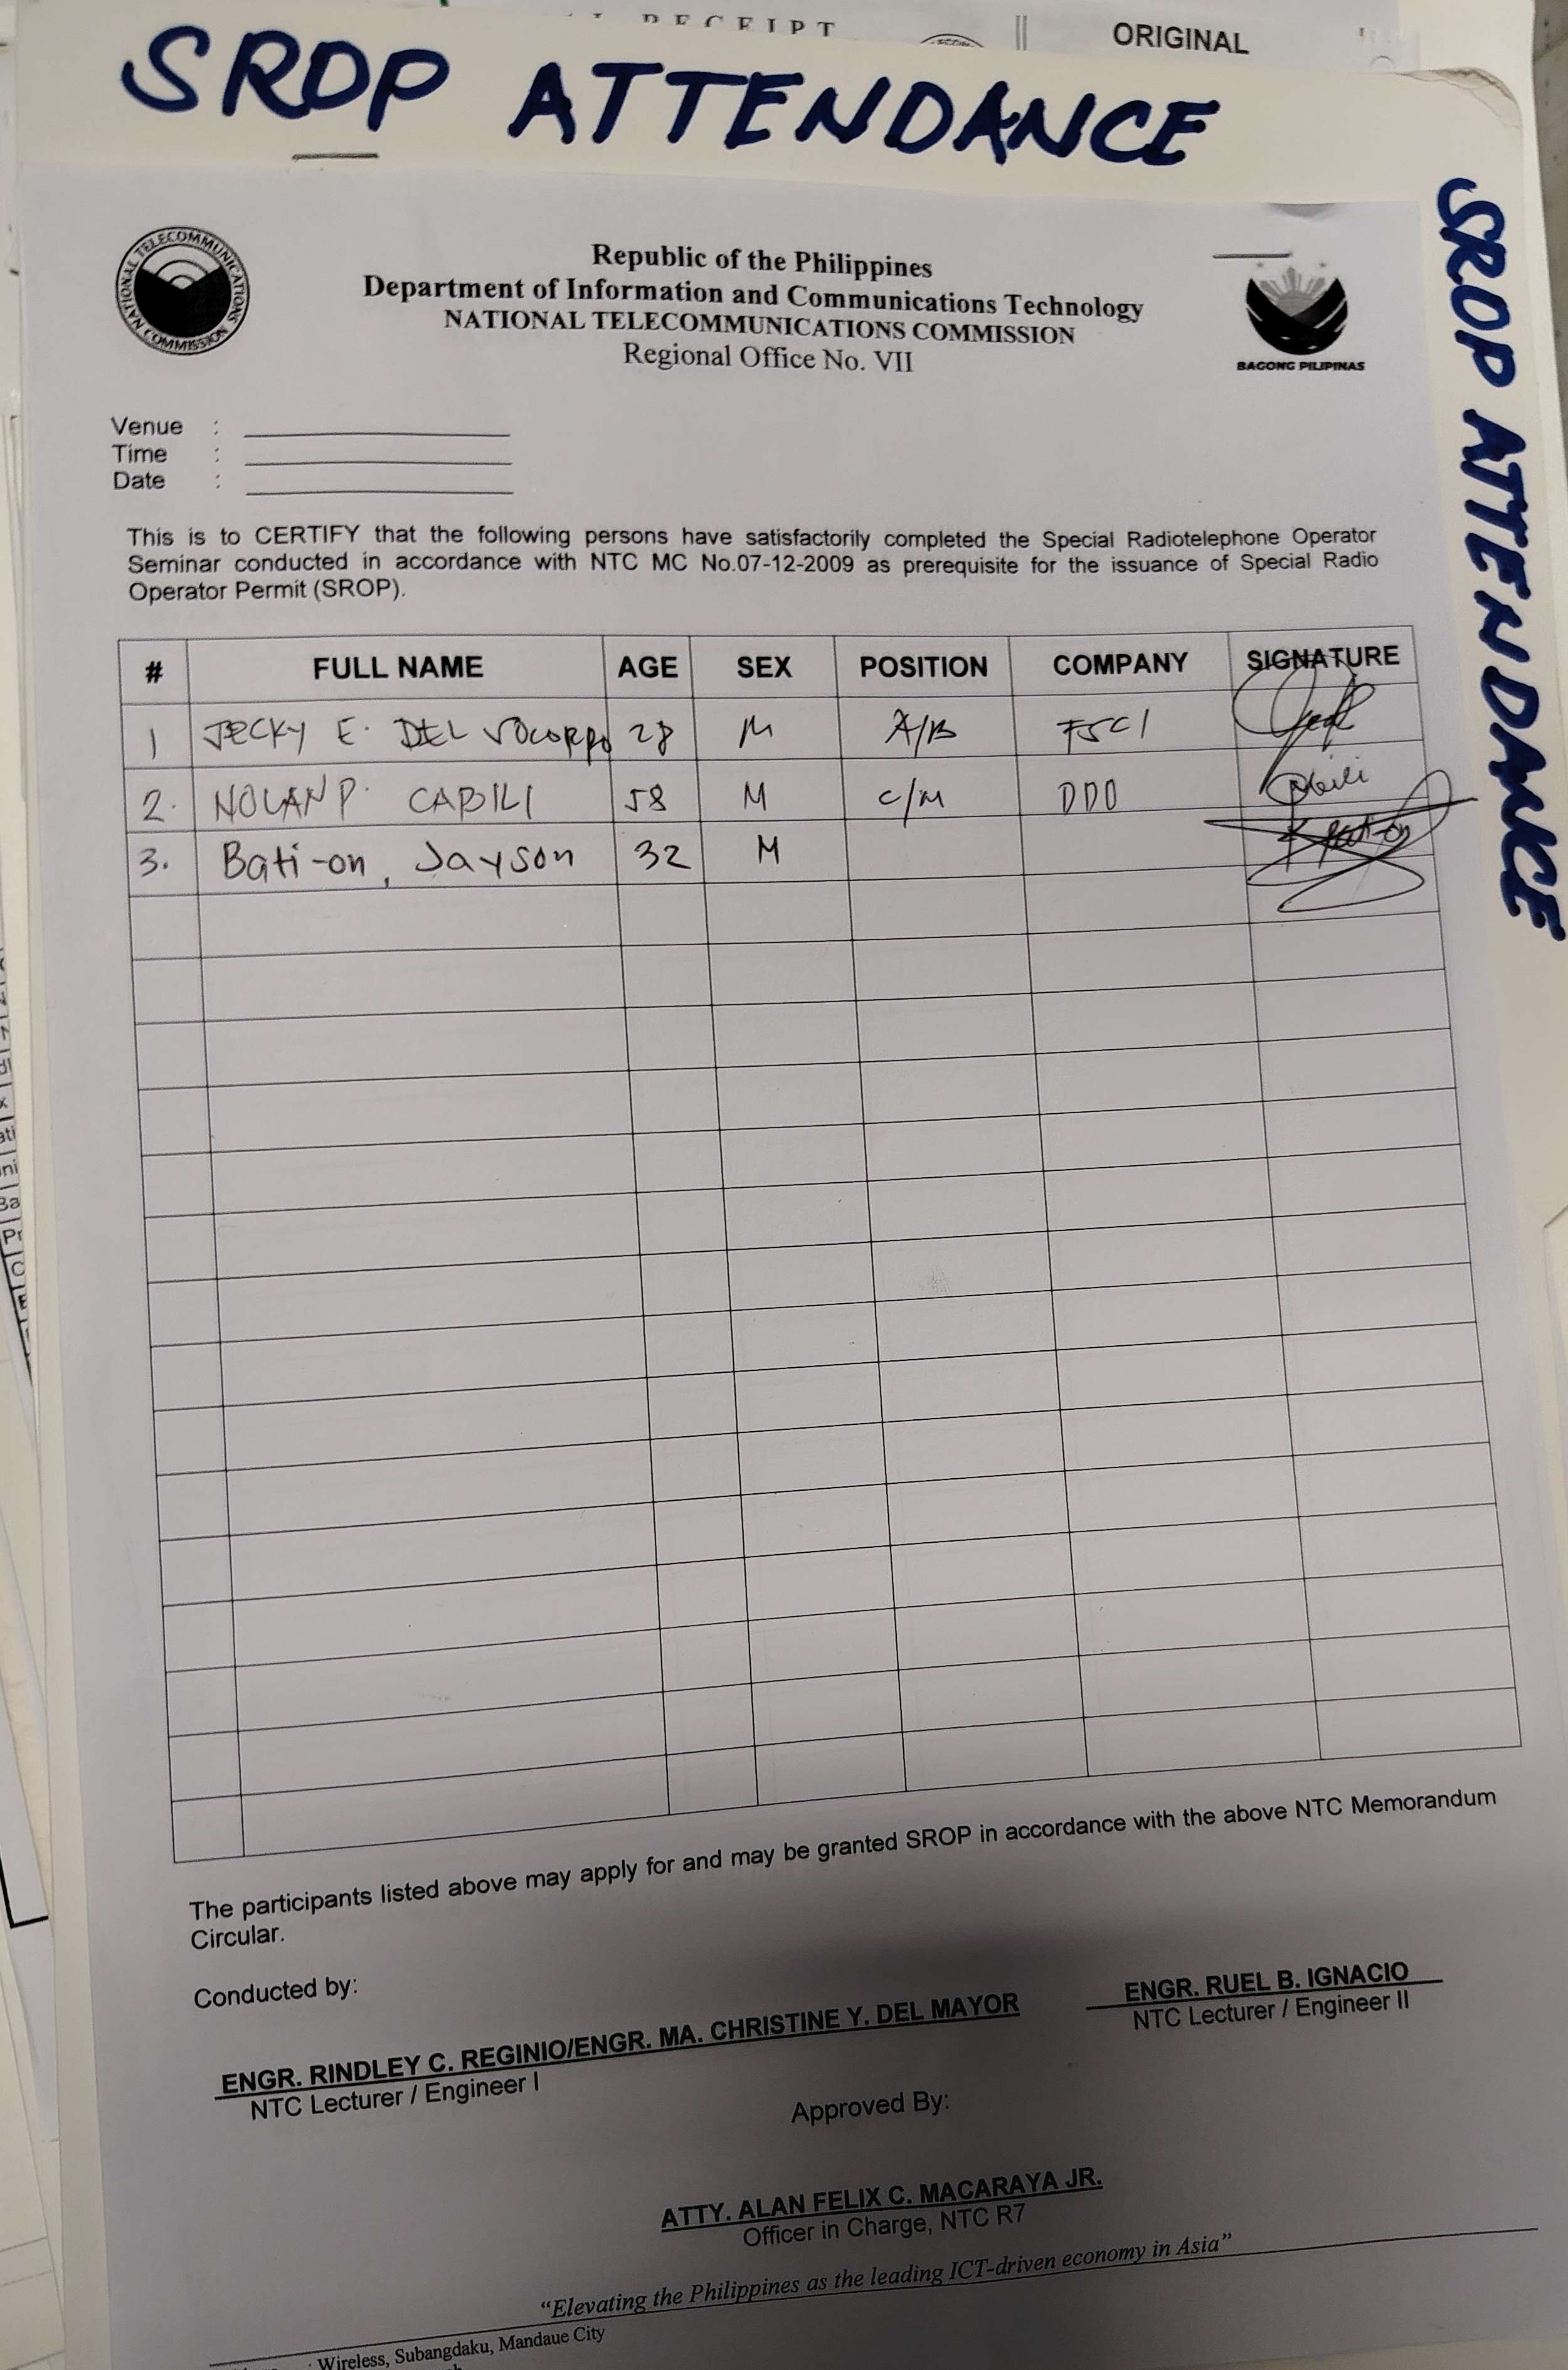 RECEIPT
ORIGINAL
SROP ATTENDANCE
SROP ATTENDANCE
NATIONAL TELECOMMUNICATIONS COMMISSION
Republic of the Philippines
Department of Information and Communications Technology
NATIONAL TELECOMMUNICATIONS COMMISSION
Regional Office No. VII
BAGONG PILIPINAS
Venue :
Time :
Date :
This is to CERTIFY that the following persons have satisfactorily completed the Special Radiotelephone Operator
Seminar conducted in accordance with NTC MC No.07-12-2009 as prerequisite for the issuance of Special Radio
Operator Permit (SROP).
# FULL NAME AGE SEX POSITION COMPANY SIGNATURE
1 JECKY E. DEL SOCORRO 28 M A/B FSCI
2. NOLAN P. CABILI 58 M C/M DDD
3. Bati-on, Jayson 32 M
The participants listed above may apply for and may be granted SROP in accordance with the above NTC Memorandum
Circular.
Conducted by:
ENGR. RINDLEY C. REGINIO/ENGR. MA. CHRISTINE Y. DEL MAYOR
NTC Lecturer / Engineer I
ENGR. RUEL B. IGNACIO
NTC Lecturer / Engineer II
Approved By:
ATTY. ALAN FELIX C. MACARAYA JR.
Officer in Charge, NTC R7
“Elevating the Philippines as the leading ICT-driven economy in Asia”
Wireless, Subangdaku, Mandaue City